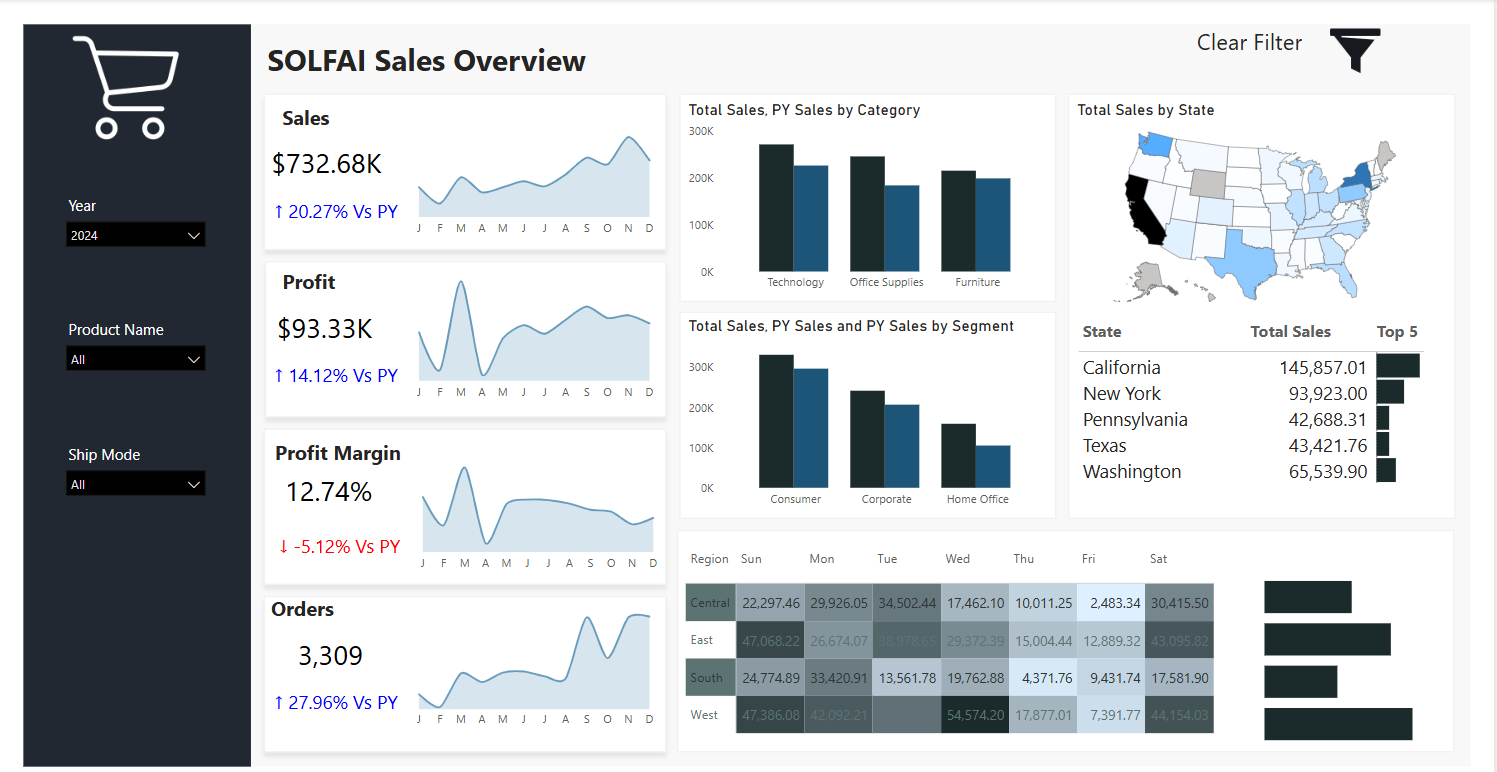 SOLFAI Sales Overview
Clear Filter
Year
2024
Product Name
All
Ship Mode
All
Sales
$732.68K
↑ 20.27% Vs PY
J F M A M J J A S O N D
Profit
$93.33K
↑ 14.12% Vs PY
J F M A M J J A S O N D
Profit Margin
12.74%
↓ -5.12% Vs PY
J F M A M J J A S O N D
Orders
3,309
↑ 27.96% Vs PY
J F M A M J J A S O N D
Total Sales, PY Sales by Category
300K
200K
100K
0K
Technology Office Supplies Furniture
Total Sales, PY Sales and PY Sales by Segment
300K
200K
100K
0K
Consumer Corporate Home Office
Total Sales by State
State Total Sales Top 5
California 145,857.01
New York 93,923.00
Pennsylvania 42,688.31
Texas 43,421.76
Washington 65,539.90
Region Sun Mon Tue Wed Thu Fri Sat
Central 22,297.46 29,926.05 34,502.44 17,462.10 10,011.25 2,483.34 30,415.50
East 47,068.22 26,674.07 38,978.65 29,372.39 15,004.44 12,889.32 43,095.82
South 24,774.89 33,420.91 13,561.78 19,762.88 4,371.76 9,431.74 17,581.90
West 47,386.08 42,092.21 54,574.20 17,877.01 7,391.77 44,154.03